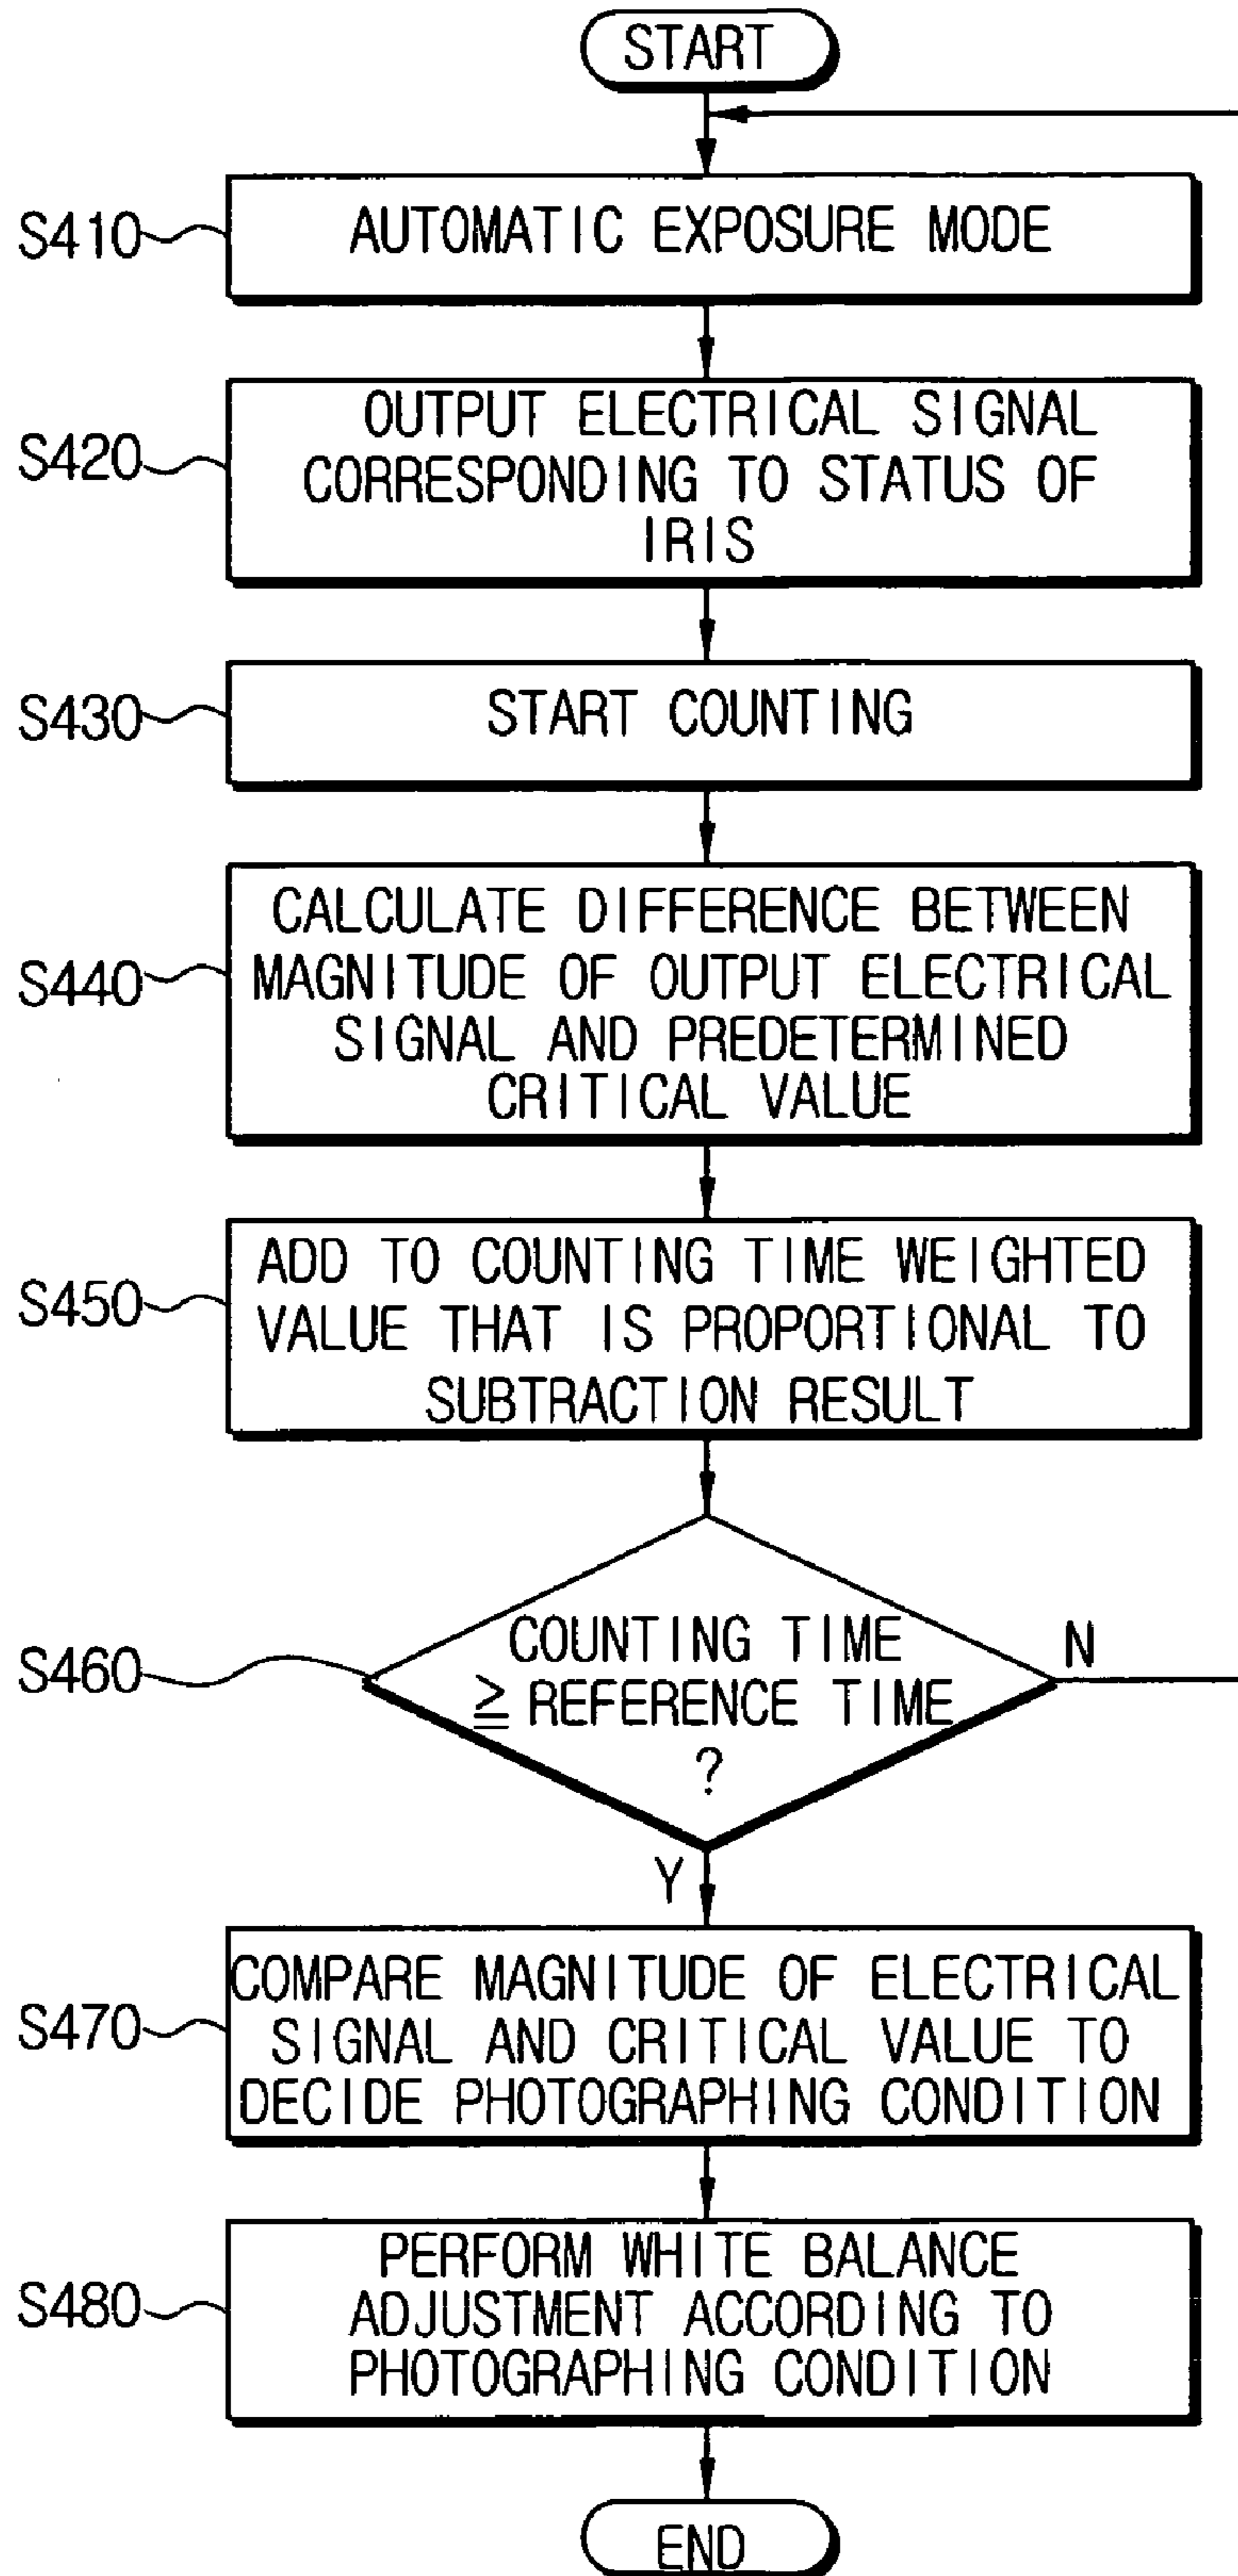 START
S410
AUTOMATIC EXPOSURE MODE
S420
OUTPUT ELECTRICAL SIGNAL
CORRESPONDING TO STATUS OF
IRIS
S430
START COUNTING
S440
CALCULATE DIFFERENCE BETWEEN
MAGNITUDE OF OUTPUT ELECTRICAL
SIGNAL AND PREDETERMINED
CRITICAL VALUE
S450
ADD TO COUNTING TIME WEIGHTED
VALUE THAT IS PROPORTIONAL TO
SUBTRACTION RESULT
S460
COUNTING TIME
≧ REFERENCE TIME
?
N
Y
S470
COMPARE MAGNITUDE OF ELECTRICAL
SIGNAL AND CRITICAL VALUE TO
DECIDE PHOTOGRAPHING CONDITION
S480
PERFORM WHITE BALANCE
ADJUSTMENT ACCORDING TO
PHOTOGRAPHING CONDITION
END